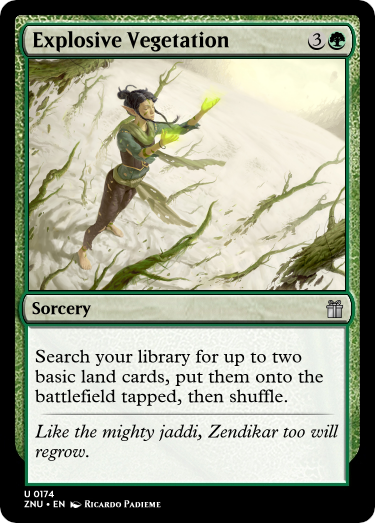 Explosive Vegetation 3
Sorcery
Search your library for up to two
basic land cards, put them onto the
battlefield tapped, then shuffle.
Like the mighty jaddi, Zendikar too will
regrow.
U 0174
ZNU • EN Ricardo Padieme